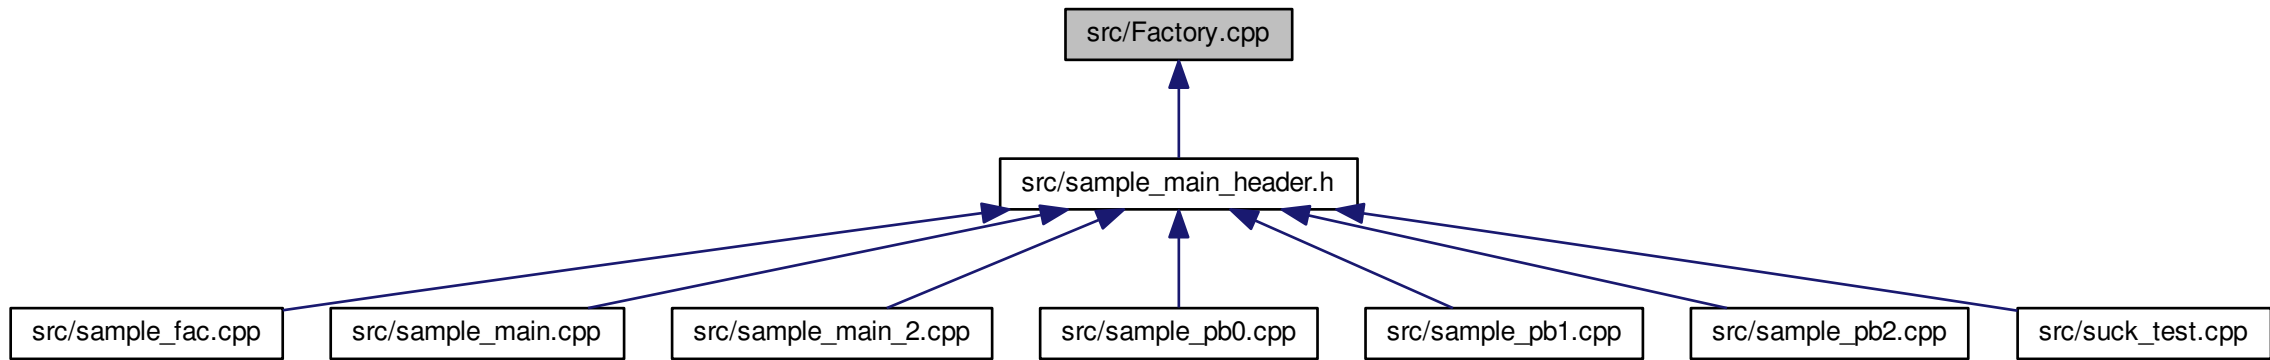 src/Factory.cpp
src/sample_main_header.h
src/sample_fac.cpp
src/sample_main.cpp
src/sample_main_2.cpp
src/sample_pb0.cpp
src/sample_pb1.cpp
src/sample_pb2.cpp
src/suck_test.cpp